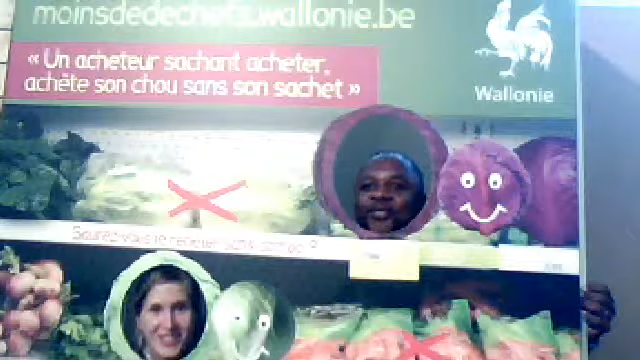 moinsdedechets.wallonie.be
« Un acheteur sachant acheter,
achète son chou sans son sachet »
Wallonie